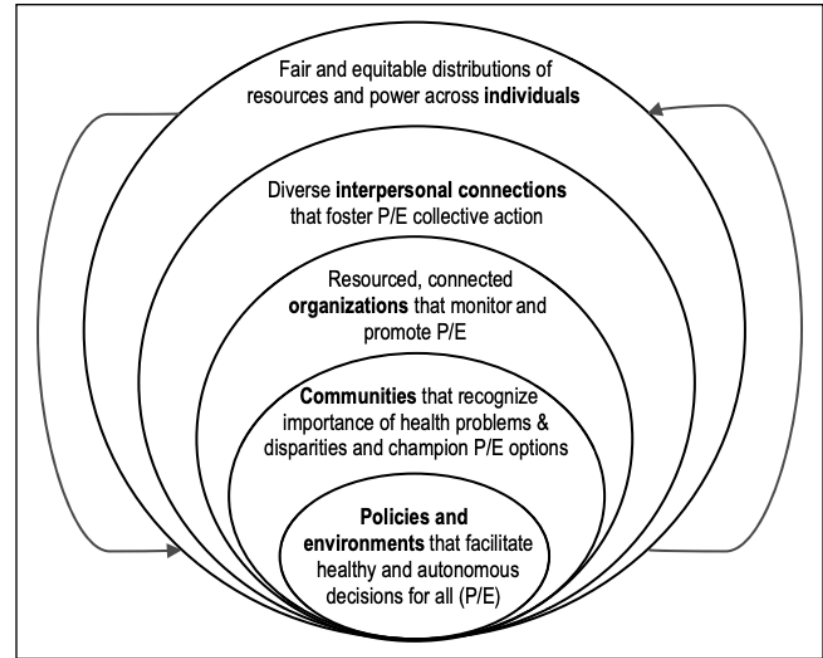 Fair and equitable distributions of
resources and power across individuals
Diverse interpersonal connections
that foster P/E collective action
Resourced, connected
organizations that monitor and
promote P/E
Communities that recognize
importance of health problems &
disparities and champion P/E options
Policies and
environments that facilitate
healthy and autonomous
decisions for all (P/E)